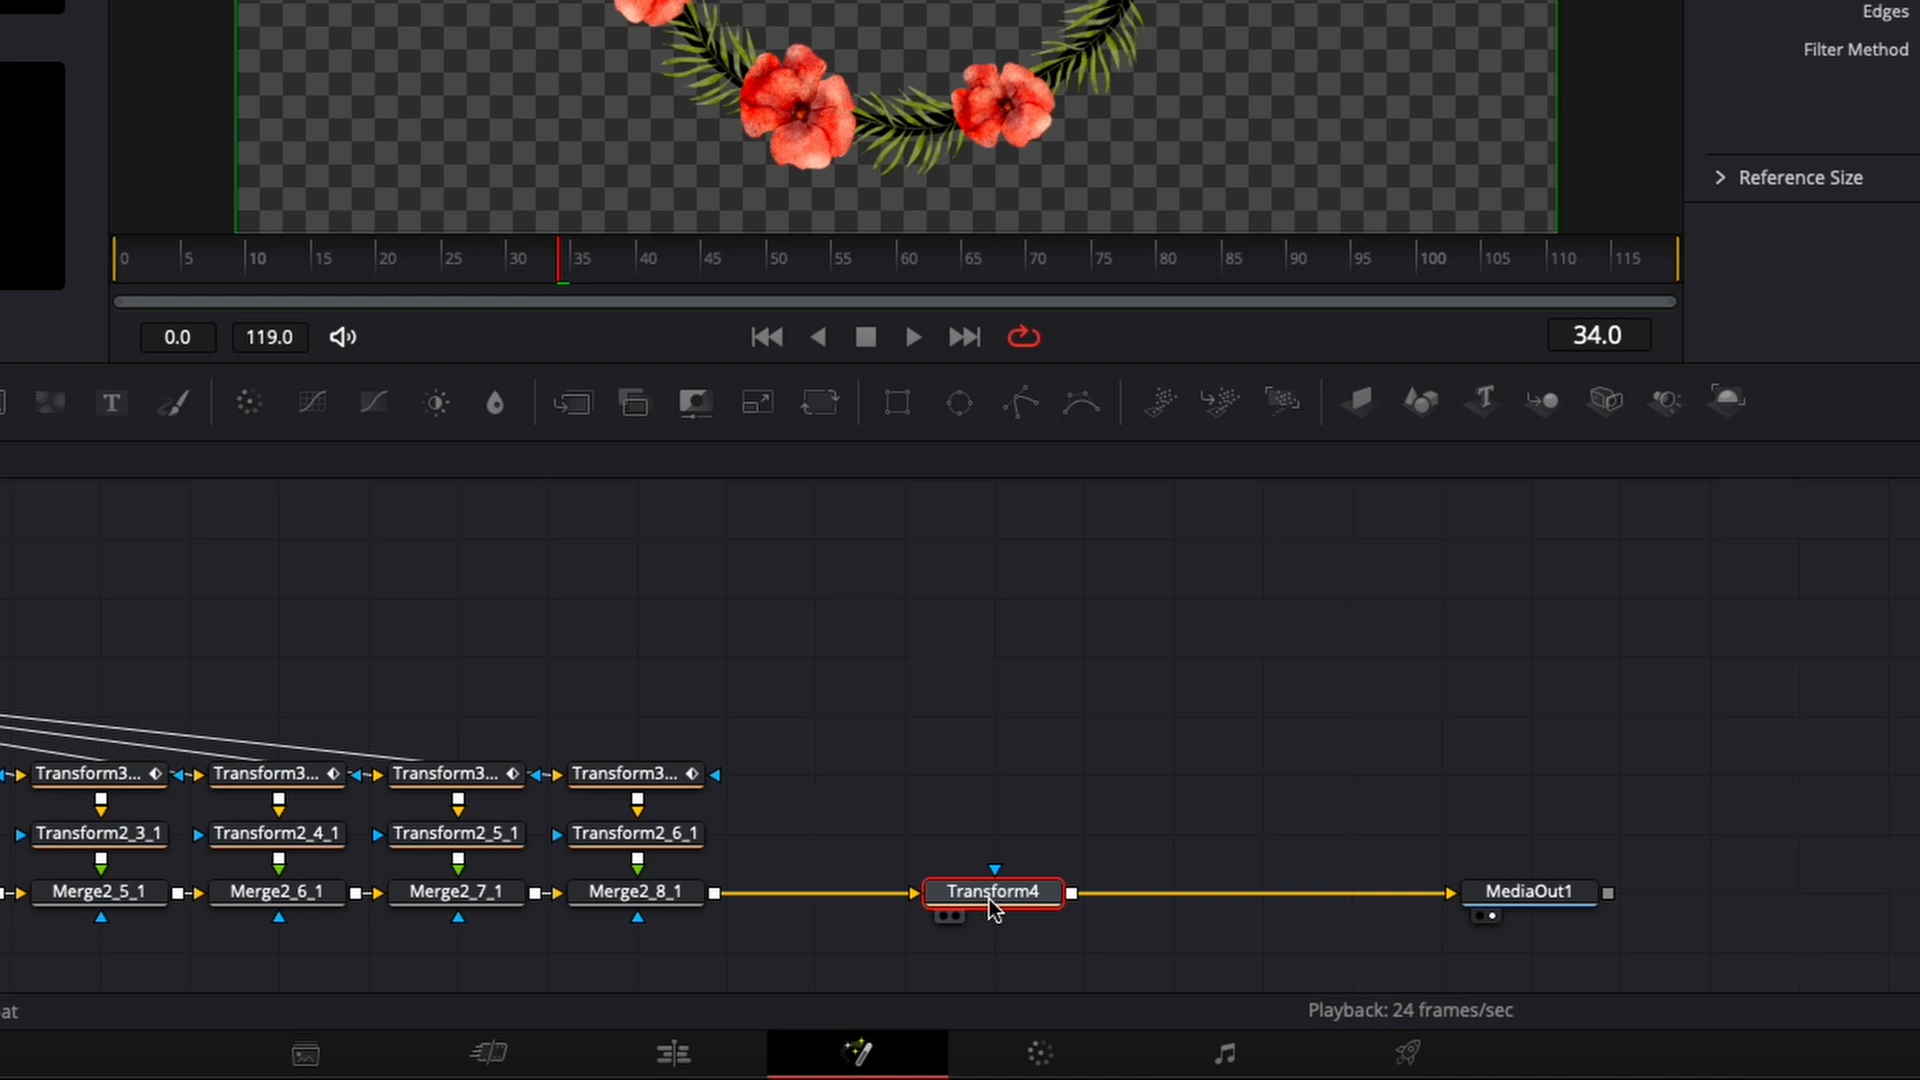 Edges
Filter Method
Reference Size
0 5 10 15 20 25 30 35 40 45 50 55 60 65 70 75 80 85 90 95 100 105 110 115
0.0 119.0 34.0
T T
Transform3... Transform3... Transform3... Transform3...
Transform2_3_1 Transform2_4_1 Transform2_5_1 Transform2_6_1
Merge2_5_1 Merge2_6_1 Merge2_7_1 Merge2_8_1 Transform4 MediaOut1
at Playback: 24 frames/sec